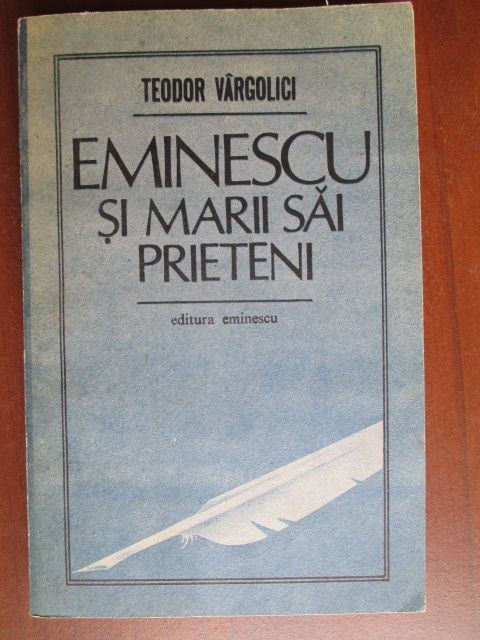 TEODOR VÂRGOLICI
EMINESCU
ȘI MARII SĂI
PRIETENI
editura eminescu